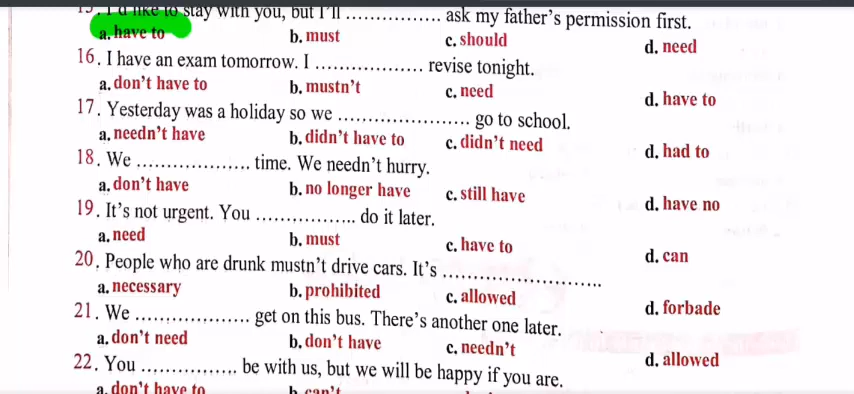 15. I'd like to stay with you, but I'll ................ ask my father's permission first.
a. have to b. must c. should d. need
16. I have an exam tomorrow. I .................. revise tonight.
a. don't have to b. mustn't c. need d. have to
17. Yesterday was a holiday so we ...................... go to school.
a. needn't have b. didn't have to c. didn't need d. had to
18. We ................... time. We needn't hurry.
a. don't have b. no longer have c. still have d. have no
19. It's not urgent. You ................. do it later.
a. need b. must c. have to d. can
20. People who are drunk mustn't drive cars. It's ...........................
a. necessary b. prohibited c. allowed d. forbade
21. We ................... get on this bus. There's another one later.
a. don't need b. don't have c. needn't d. allowed
22. You ................ be with us, but we will be happy if you are.
a. don't have to b. can't